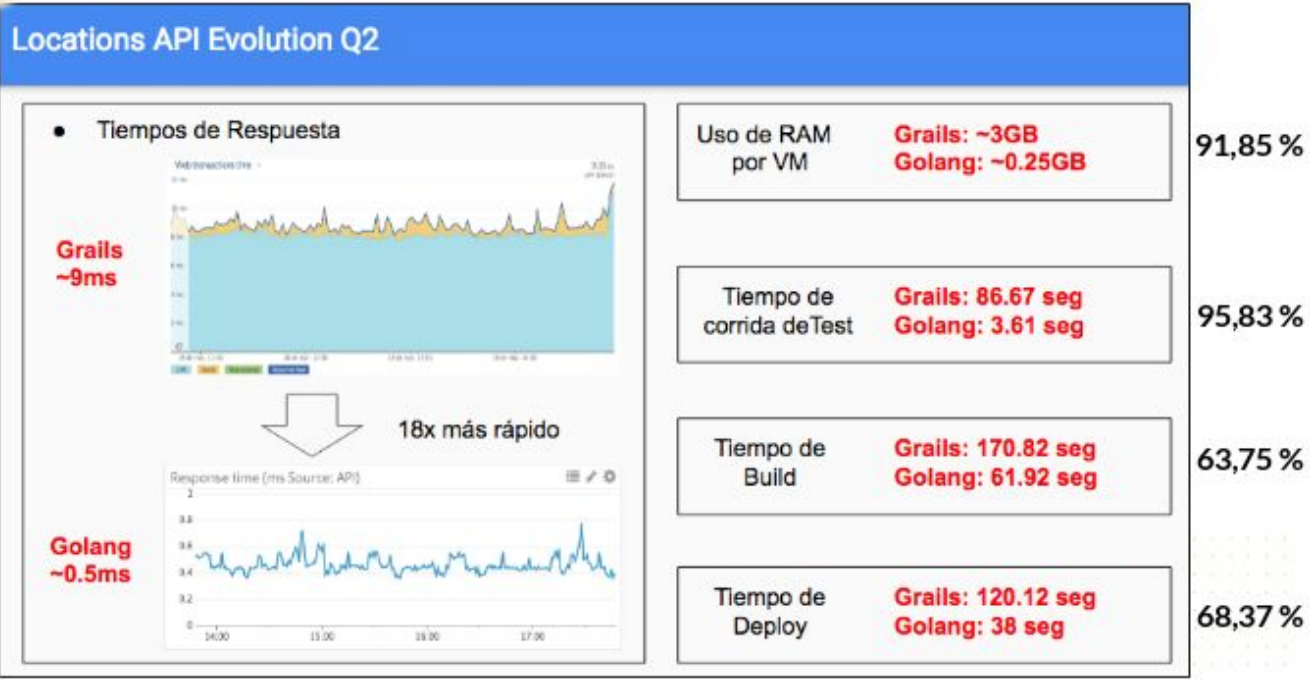 Locations API Evolution Q2
● Tiempos de Respuesta
Grails
~9ms
18x más rápido
Response time (ms Source: API)
1
0.8
0.6
0.4
0.2
0
14:00 15:00 16:00 17:00
Golang
~0.5ms
Uso de RAM
por VM
Grails: ~3GB
Golang: ~0.25GB
91,85 %
Tiempo de
corrida deTest
Grails: 86.67 seg
Golang: 3.61 seg
95,83 %
Tiempo de
Build
Grails: 170.82 seg
Golang: 61.92 seg
63,75 %
Tiempo de
Deploy
Grails: 120.12 seg
Golang: 38 seg
68,37 %